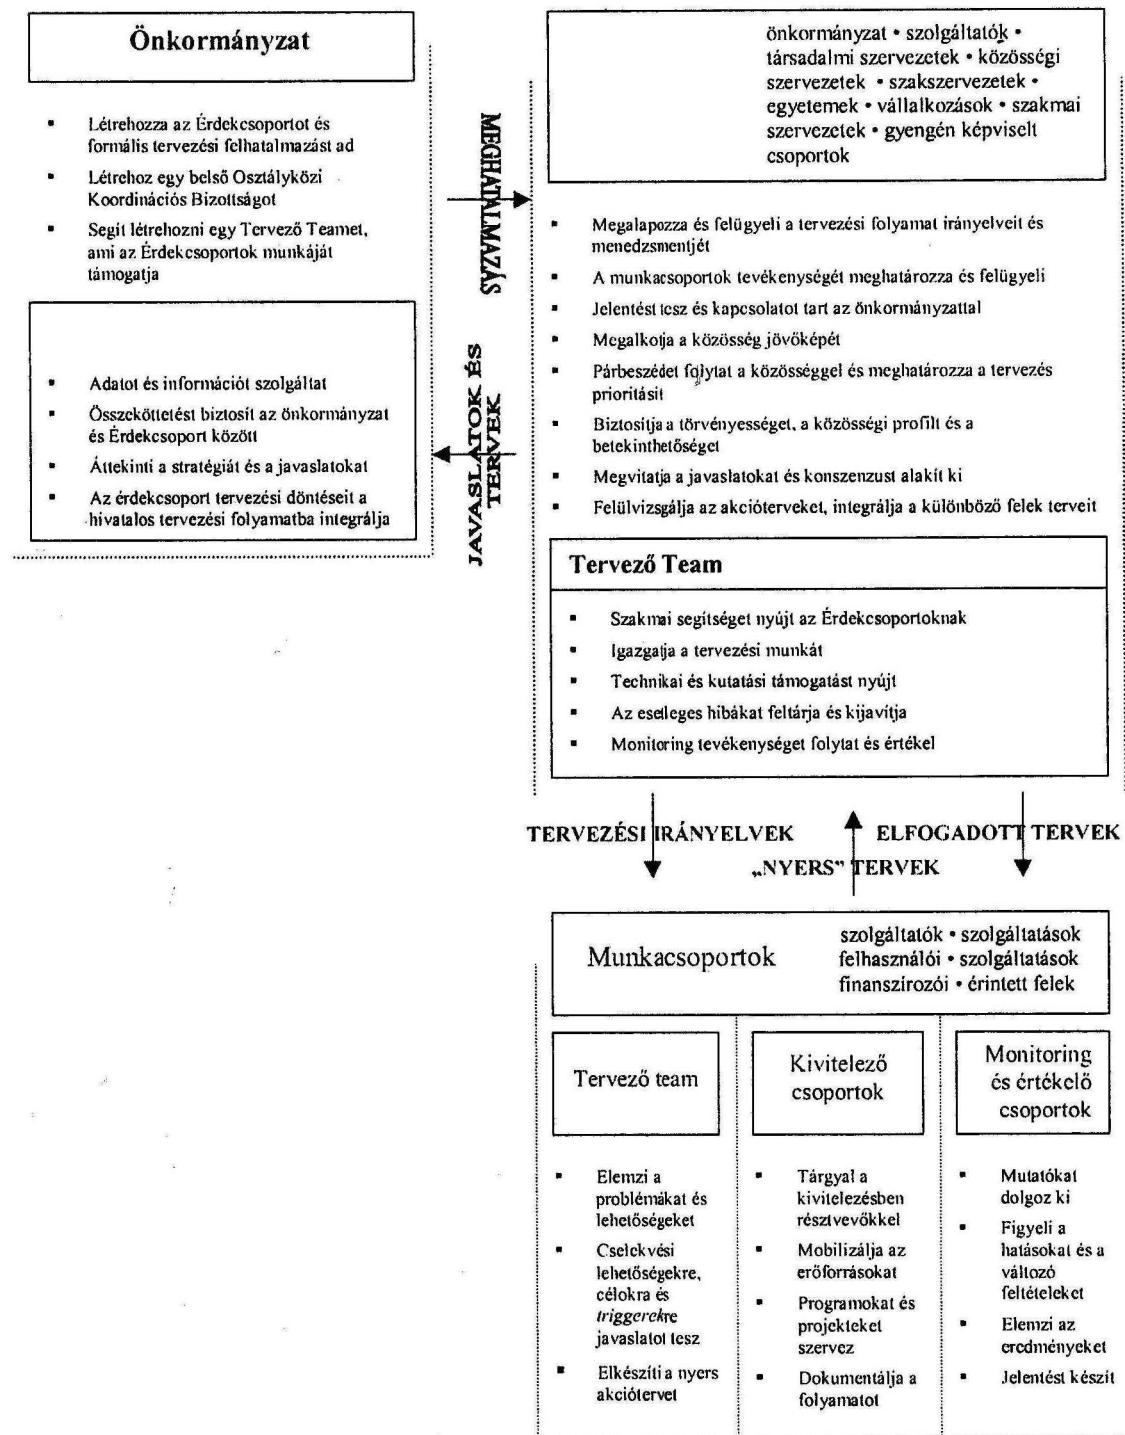 Önkormányzat
▪ Létrehozza az Érdekcsoportot és
formális tervezési felhatalmazást ad
▪ Létrehoz egy belső Osztályközi
Koordinációs Bizottságot
▪ Segít létrehozni egy Tervező Teamet,
ami az Érdekcsoportok munkáját
támogatja
▪ Adatot és információt szolgáltat
▪ Összeköttetést biztosít az önkormányzat
és Érdekcsoport között
▪ Áttekinti a stratégiát és a javaslatokat
▪ Az érdekcsoport tervezési döntéseit a
hivatalos tervezési folyamatba integrálja
MEGHATALMAZÁS
JAVASLATOK ÉS
TERVEK
önkormányzat • szolgáltatók •
társadalmi szervezetek • közösségi
szervezetek • szakszervezetek •
egyetemek • vállalkozások • szakmai
szervezetek • gyengén képviselt
csoportok
▪ Megalapozza és felügyeli a tervezési folyamat irányelveit és
menedzsmentjét
▪ A munkacsoportok tevékenységét meghatározza és felügyeli
▪ Jelentést tesz és kapcsolatot tart az önkormányzattal
▪ Megalkotja a közösség jövőképét
▪ Párbeszédet folytat a közösséggel és meghatározza a tervezés
prioritásit
▪ Biztosítja a törvényességet, a közösségi profilt és a
betekinthetőséget
▪ Megvitatja a javaslatokat és konszenzust alakít ki
▪ Felülvizsgálja az akcióterveket, integrálja a különböző felek terveit
Tervező Team
▪ Szakmai segítséget nyújt az Érdekcsoportoknak
▪ Igazgatja a tervezési munkát
▪ Technikai és kutatási támogatást nyújt
▪ Az esetleges hibákat feltárja és kijavítja
▪ Monitoring tevékenységet folytat és értékel
TERVEZÉSI IRÁNYELVEK
ELFOGADOTT TERVEK
„NYERS” TERVEK
Munkacsoportok
szolgáltatók • szolgáltatások
felhasználói • szolgáltatások
finanszírozói • érintett felek
Tervező team
▪ Elemzi a
problémákat és
lehetőségeket
▪ Cselekvési
lehetőségekre,
célokra és
triggerekre
javaslatot tesz
▪ Elkészíti a nyers
akciótervet
Kivitelező
csoportok
▪ Tárgyal a
kivitelezésben
résztvevőkkel
▪ Mobilizálja az
erőforrásokat
▪ Programokat és
projekteket
szervez
▪ Dokumentálja a
folyamatot
Monitoring
és értékelő
csoportok
▪ Mutatókat
dolgoz ki
▪ Figyeli a
hatásokat és a
változó
feltételeket
▪ Elemzi az
eredményeket
▪ Jelentést készít